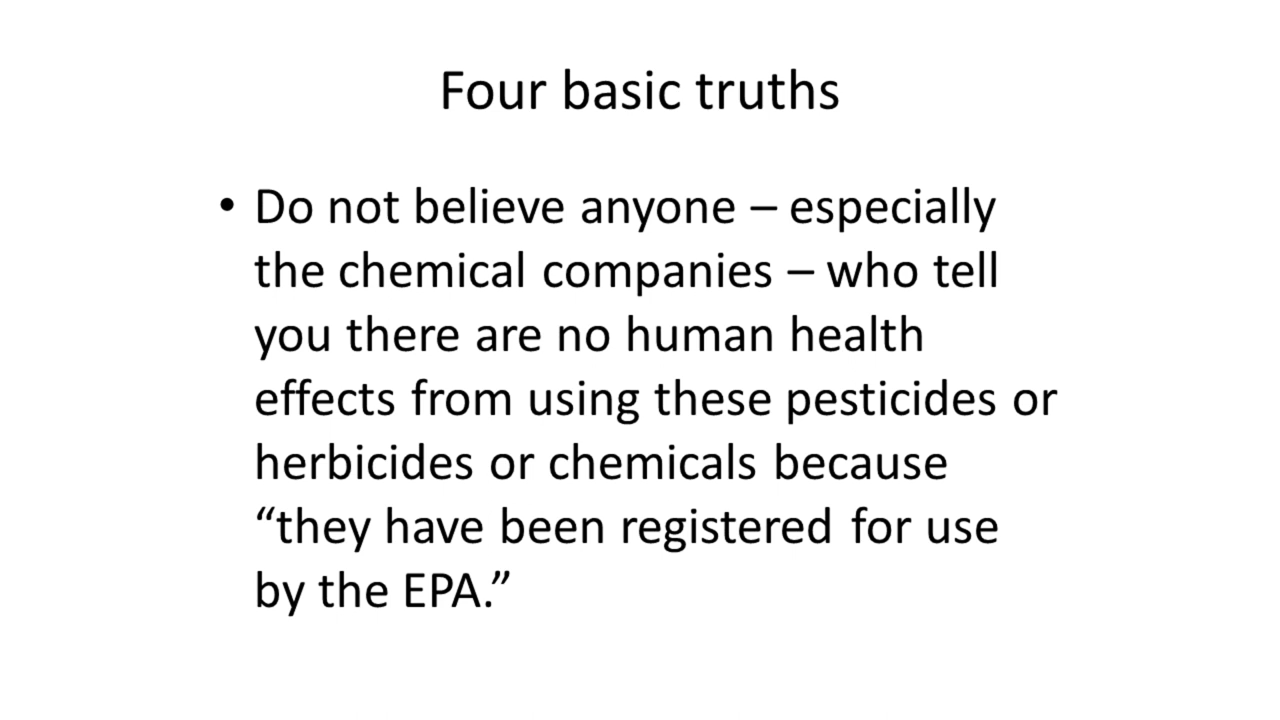 Four basic truths
• Do not believe anyone – especially
the chemical companies – who tell
you there are no human health
effects from using these pesticides or
herbicides or chemicals because
“they have been registered for use
by the EPA.”